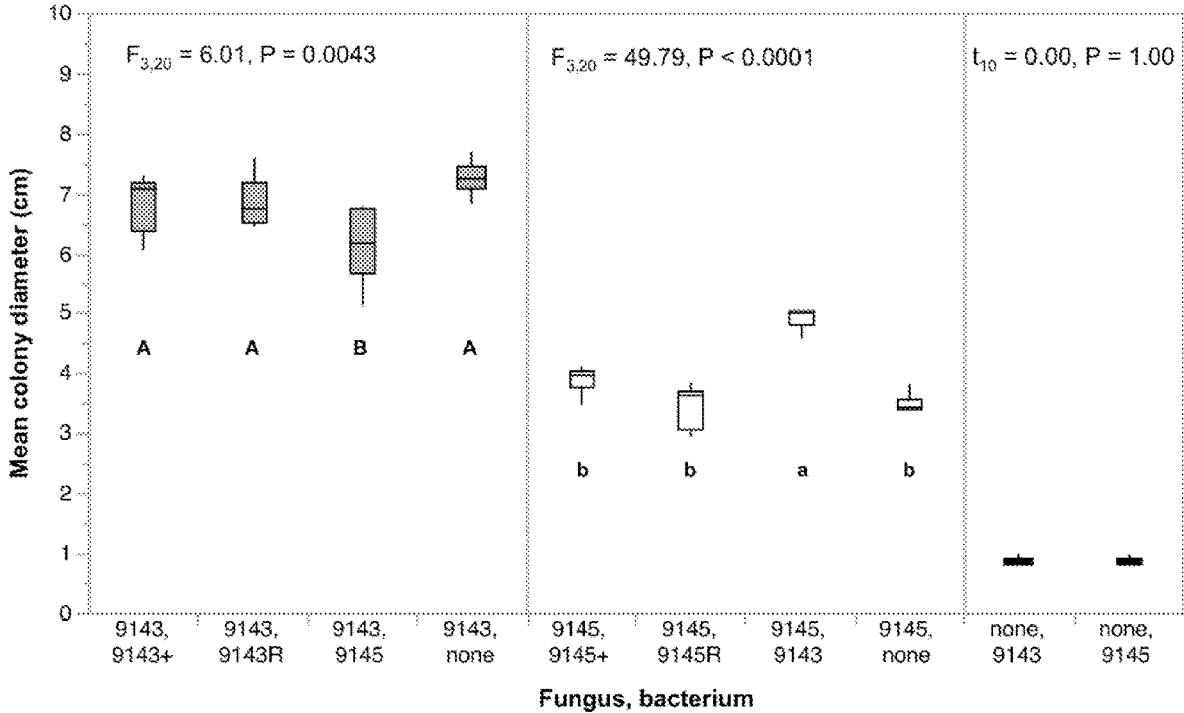 10
9
8
7
6
5
4
3
2
1
0
Mean colony diameter (cm)
F3,20 = 6.01, P = 0.0043
F3,20 = 49.79, P < 0.0001
t10 = 0.00, P = 1.00
A
A
B
A
b
b
a
b
9143,
9143+
9143,
9143R
9143,
9145
9143,
none
9145,
9145+
9145,
9145R
9145,
9143
9145,
none
none,
9143
none,
9145
Fungus, bacterium